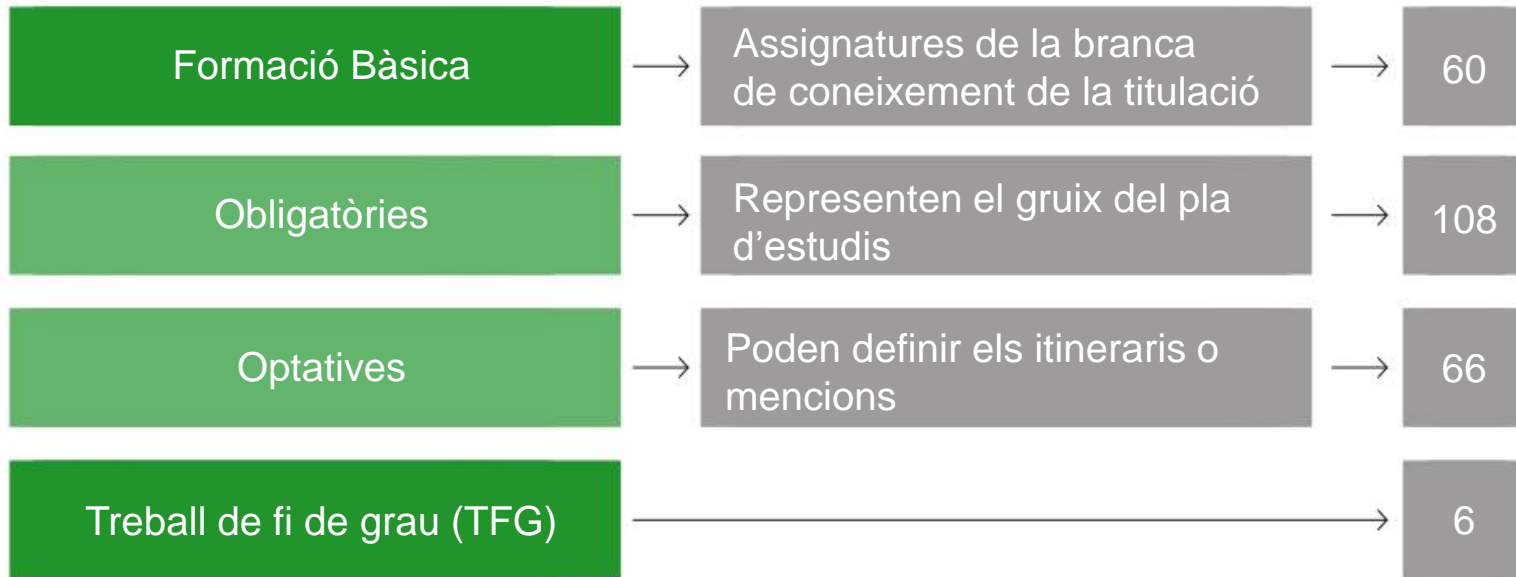 Formació Bàsica
Assignatures de la branca
de coneixement de la titulació
60
Obligatòries
Representen el gruix del pla
d’estudis
108
Optatives
Poden definir els itineraris o
mencions
66
Treball de fi de grau (TFG)
6